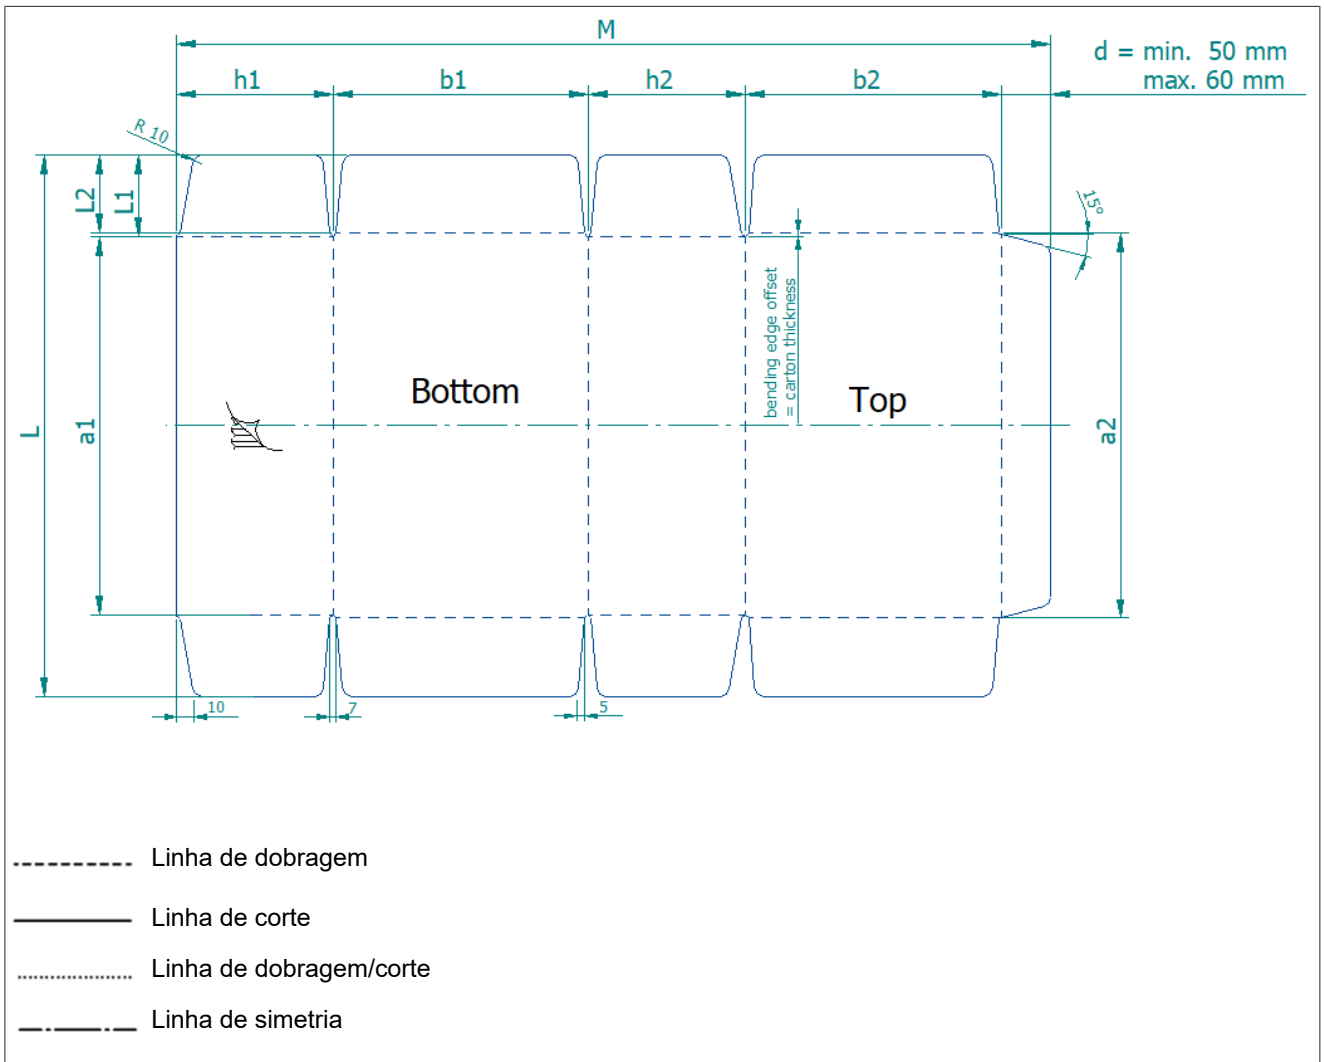 M
d = min. 50 mm
max. 60 mm
h1
b1
h2
b2
R 10
L2
L1
15°
bending edge offset
= carton thickness
Bottom
Top
L
a1
a2
10
7
5
Linha de dobragem
Linha de corte
Linha de dobragem/corte
Linha de simetria